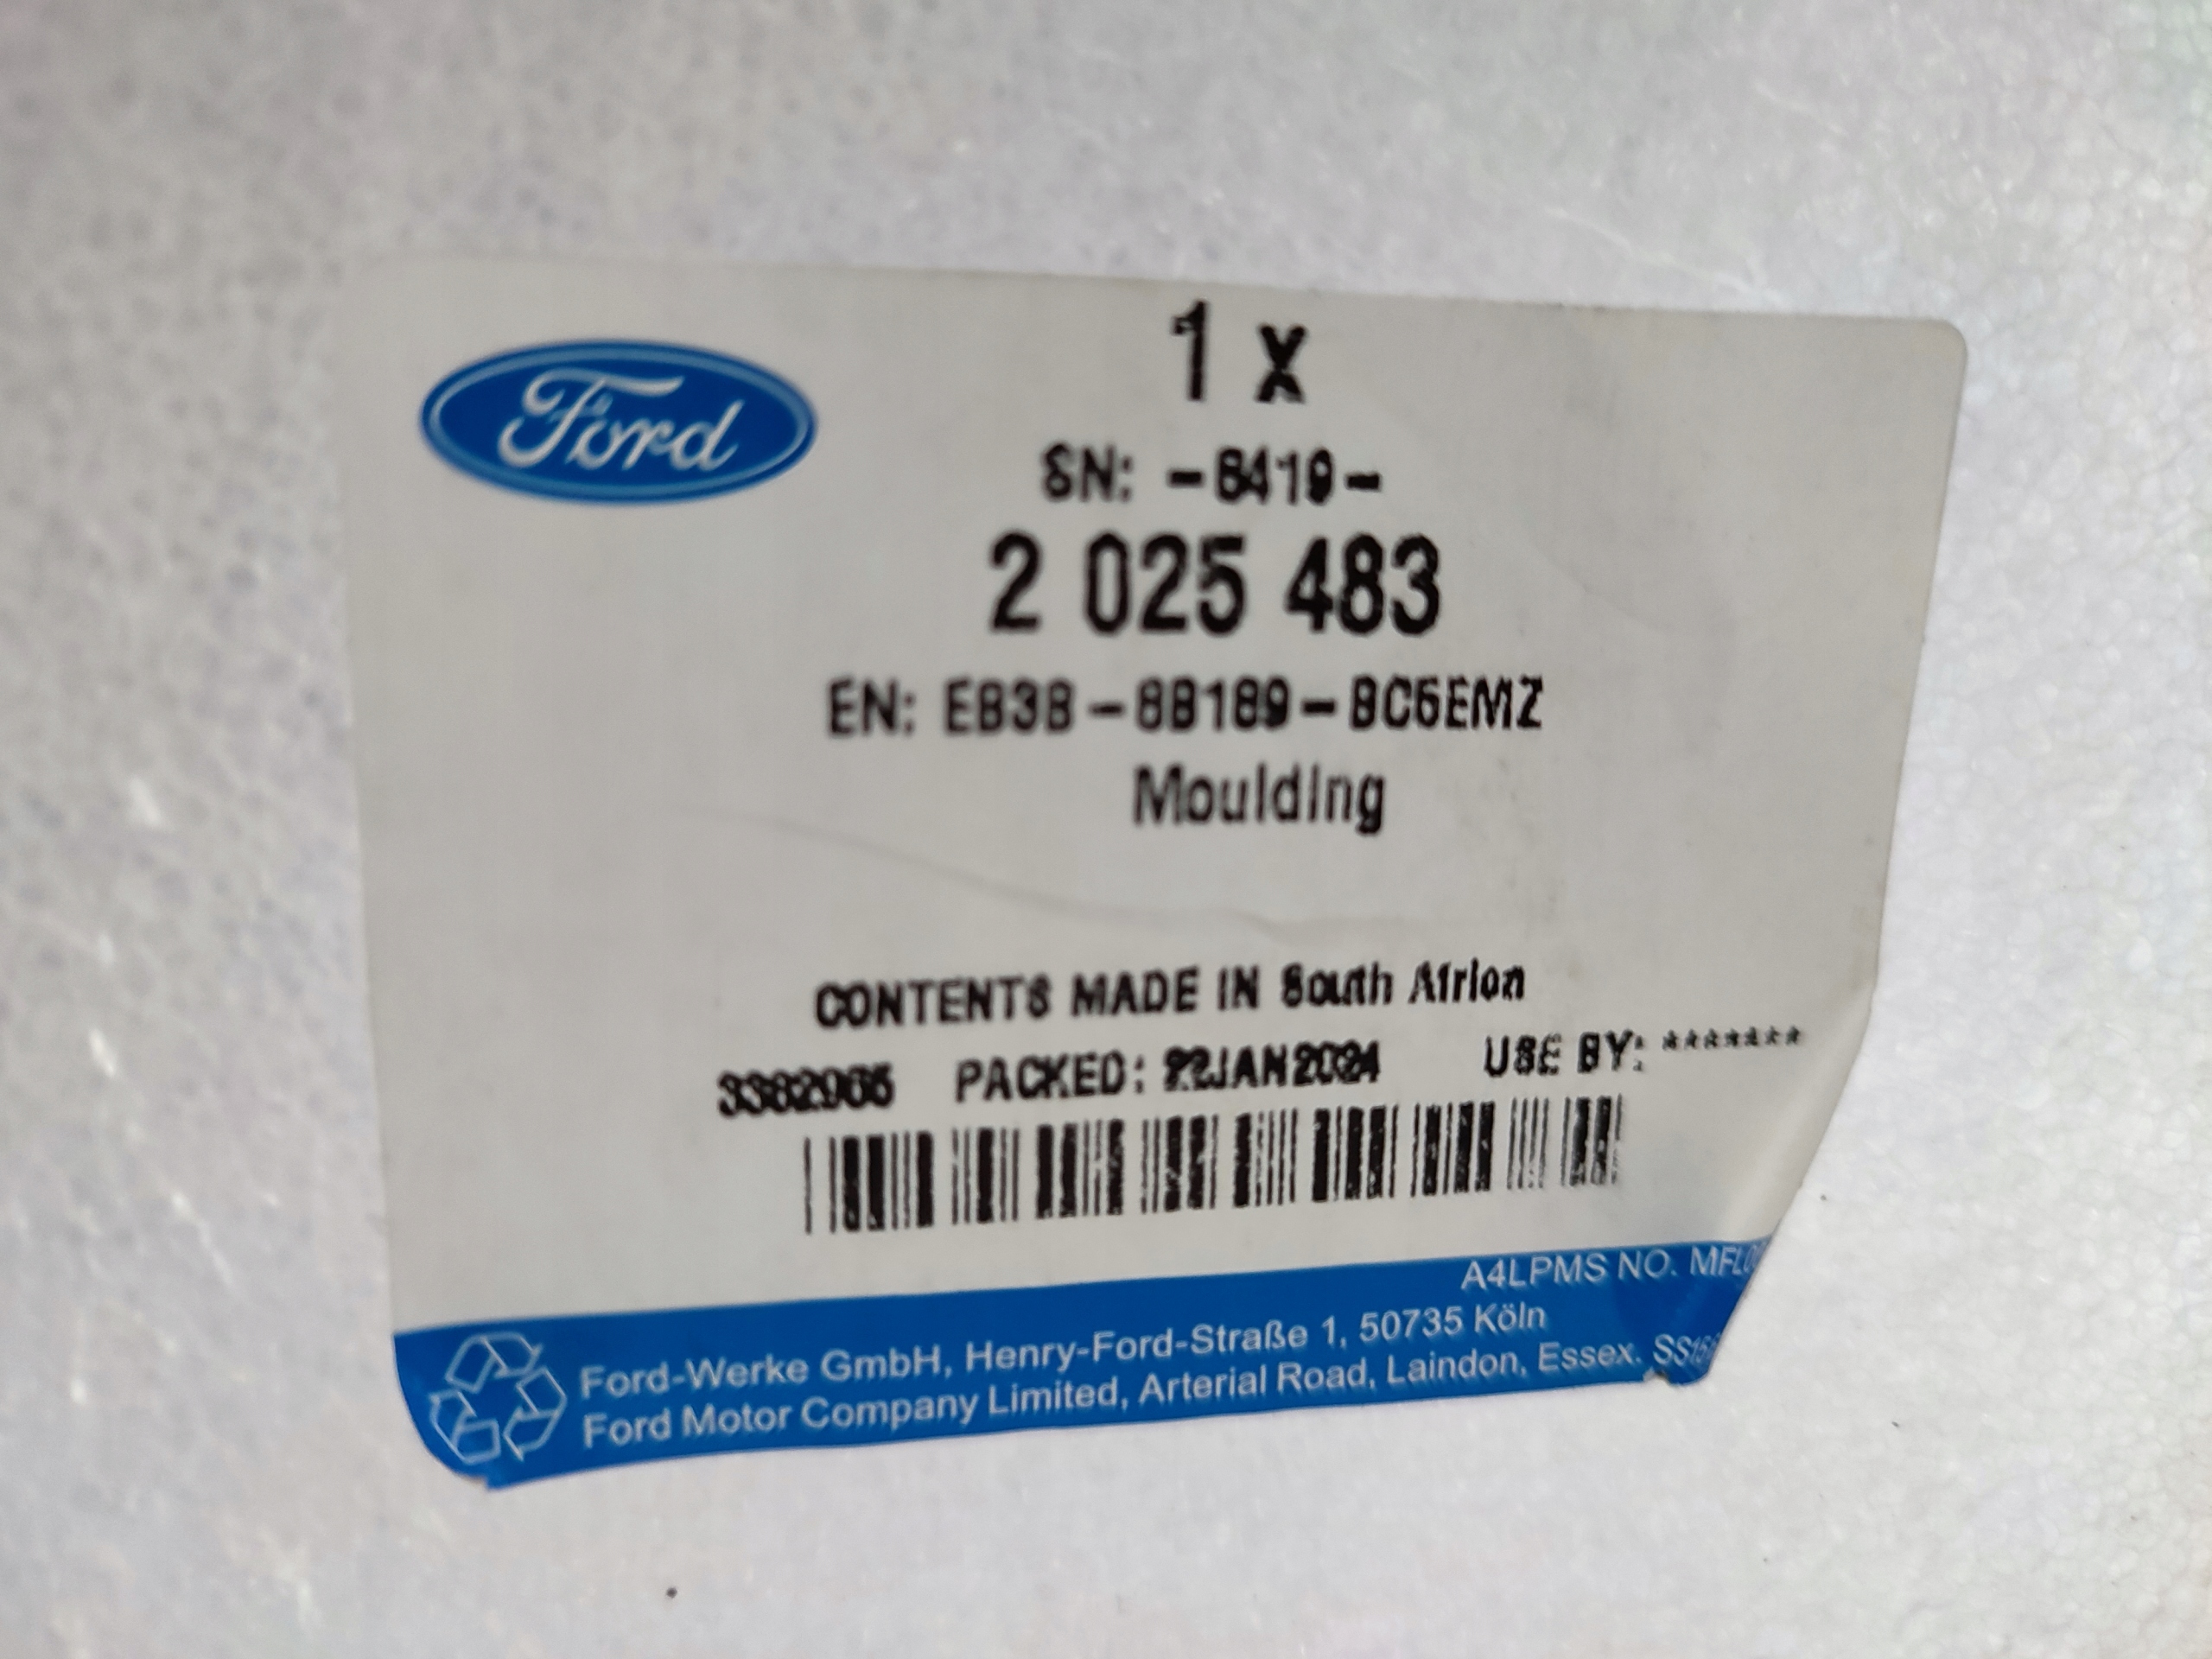 Ford
1 x
SN: -6419-
2 025 483
EN: EB3B-8B189-BC5EMZ
Moulding
CONTENTS MADE IN South Africa
PACKED: 22JAN2024 USE BY: *******
A4LPMS NO.
Ford-Werke GmbH, Henry-Ford-Straße 1, 50735 Köln
Ford Motor Company Limited, Arterial Road, Laindon, Essex.